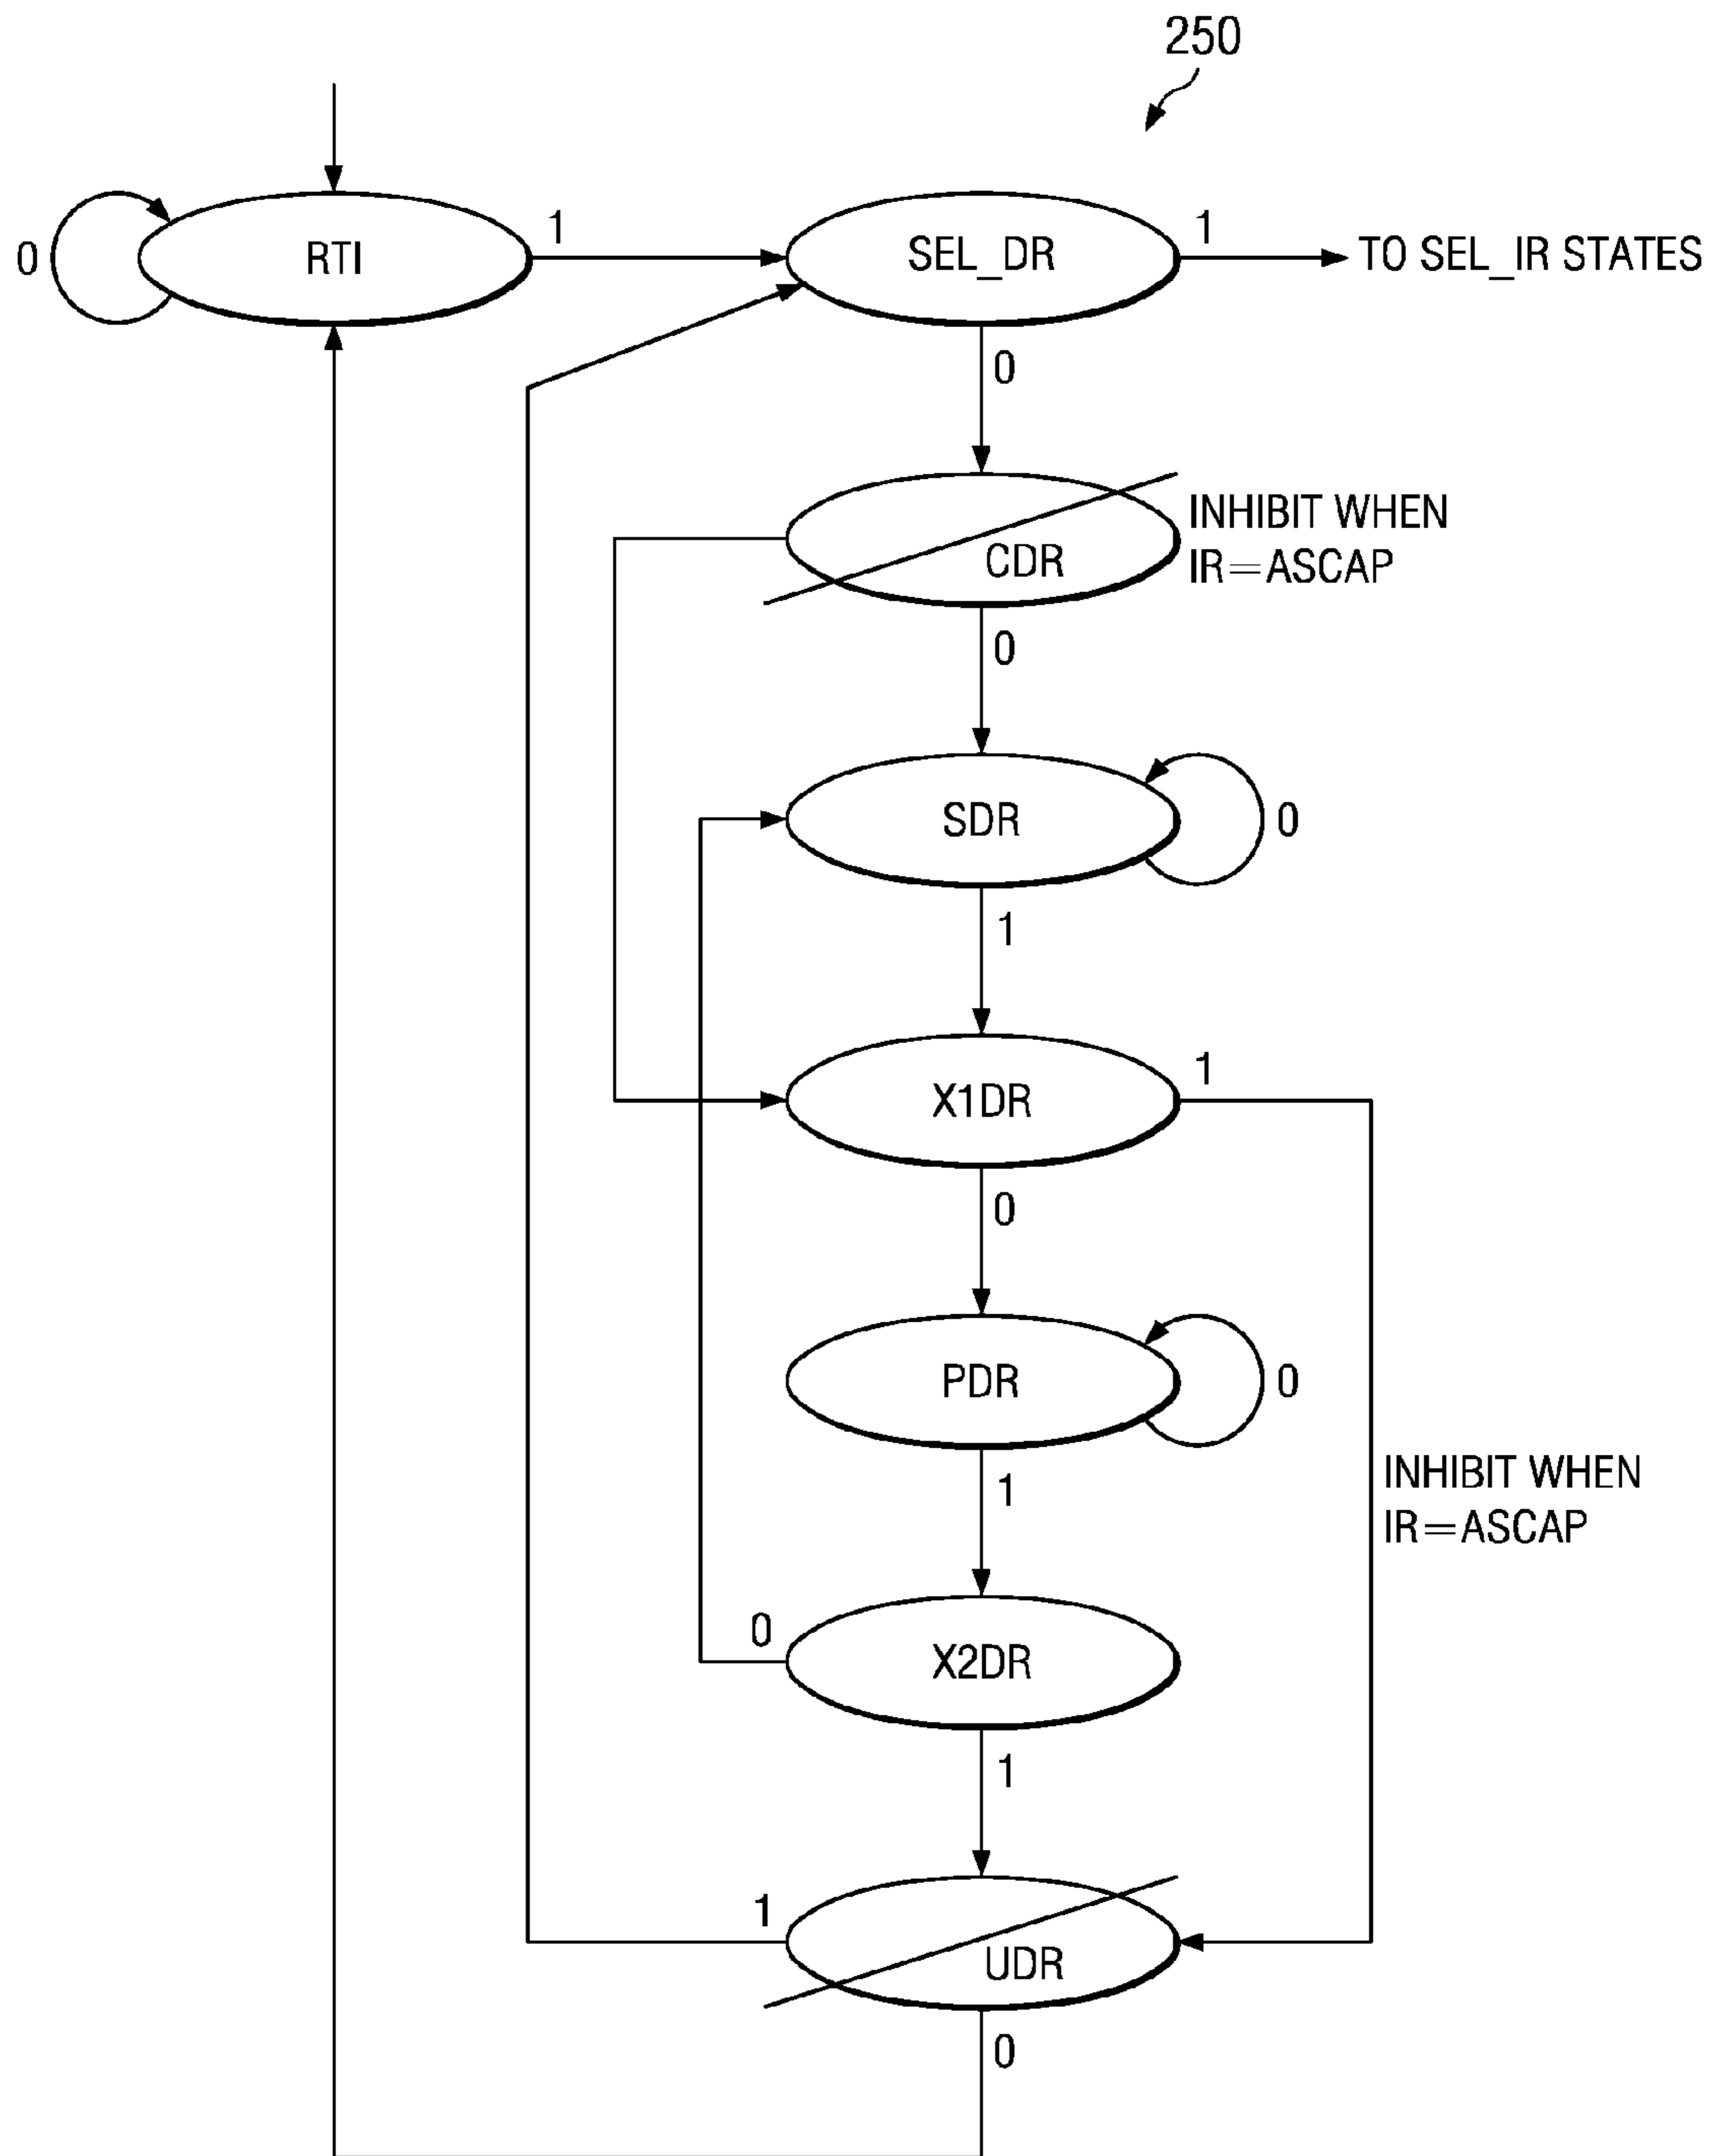 250
0
RTI
1
SEL_DR
1
TO SEL_IR STATES
0
CDR
INHIBIT WHEN
IR=ASCAP
0
SDR
0
1
X1DR
1
0
PDR
0
1
INHIBIT WHEN
IR=ASCAP
0
X2DR
1
1
UDR
0